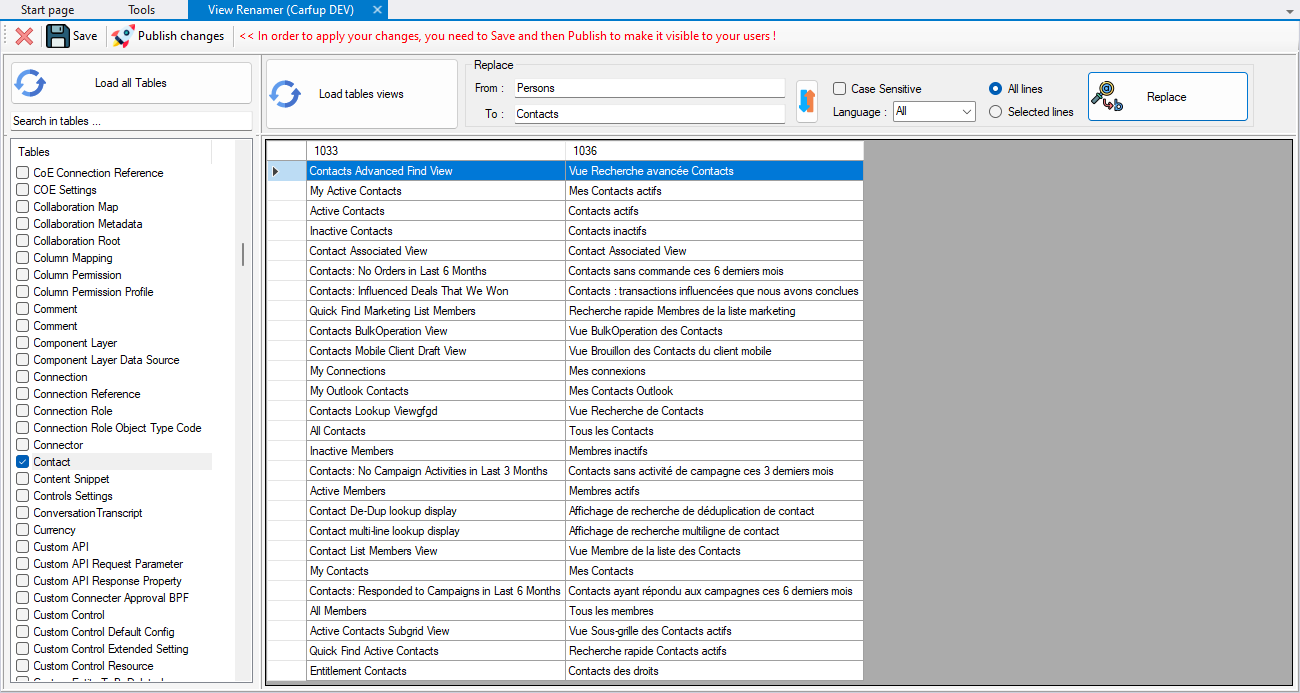 Start page Tools View Renamer (Carfup DEV)
Save Publish changes << In order to apply your changes, you need to Save and then Publish to make it visible to your users !
Load all Tables
Search in tables ...
Load tables views
Replace
From : Persons
To : Contacts
Case Sensitive
Language : All
All lines
Selected lines
Replace
Tables
CoE Connection Reference
COE Settings
Collaboration Map
Collaboration Metadata
Collaboration Root
Column Mapping
Column Permission
Column Permission Profile
Comment
Comment
Component Layer
Component Layer Data Source
Connection
Connection Reference
Connection Role
Connection Role Object Type Code
Connector
Contact
Content Snippet
Controls Settings
ConversationTranscript
Currency
Custom API
Custom API Request Parameter
Custom API Response Property
Custom Connecter Approval BPF
Custom Control
Custom Control Default Config
Custom Control Extended Setting
Custom Control Resource
1033 1036
Contacts Advanced Find View Vue Recherche avancée Contacts
My Active Contacts Mes Contacts actifs
Active Contacts Contacts actifs
Inactive Contacts Contacts inactifs
Contact Associated View Contact Associated View
Contacts: No Orders in Last 6 Months Contacts sans commande ces 6 derniers mois
Contacts: Influenced Deals That We Won Contacts : transactions influencées que nous avons conclues
Quick Find Marketing List Members Recherche rapide Membres de la liste marketing
Contacts BulkOperation View Vue BulkOperation des Contacts
Contacts Mobile Client Draft View Vue Brouillon des Contacts du client mobile
My Connections Mes connexions
My Outlook Contacts Mes Contacts Outlook
Contacts Lookup Viewgfgd Vue Recherche de Contacts
All Contacts Tous les Contacts
Inactive Members Membres inactifs
Contacts: No Campaign Activities in Last 3 Months Contacts sans activité de campagne ces 3 derniers mois
Active Members Membres actifs
Contact De-Dup lookup display Affichage de recherche de déduplication de contact
Contact multi-line lookup display Affichage de recherche multiligne de contact
Contact List Members View Vue Membre de la liste des Contacts
My Contacts Mes Contacts
Contacts: Responded to Campaigns in Last 6 Months Contacts ayant répondu aux campagnes ces 6 derniers mois
All Members Tous les membres
Active Contacts Subgrid View Vue Sous-grille des Contacts actifs
Quick Find Active Contacts Recherche rapide Contacts actifs
Entitlement Contacts Contacts des droits